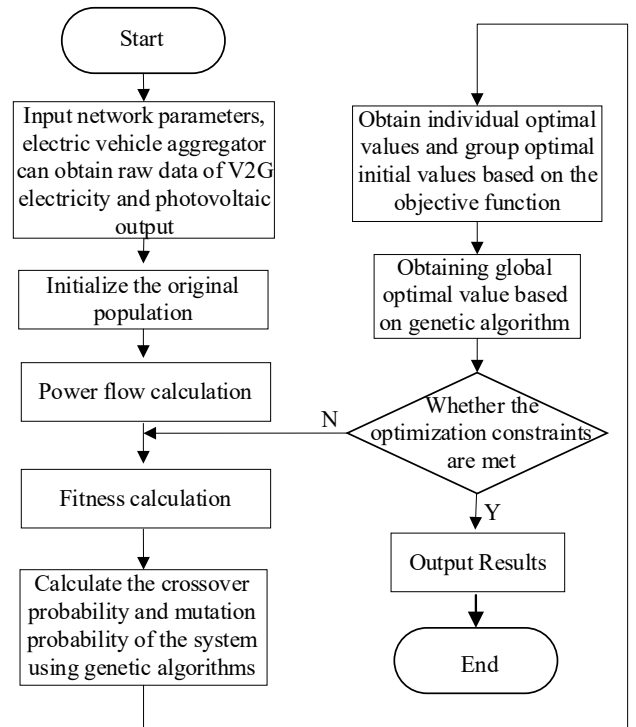 Start
Input network parameters,
electric vehicle aggregator
can obtain raw data of V2G
electricity and photovoltaic
output
Initialize the original
population
Power flow calculation
Fitness calculation
Calculate the crossover
probability and mutation
probability of the system
using genetic algorithms
Obtain individual optimal
values and group optimal
initial values based on the
objective function
Obtaining global
optimal value based
on genetic algorithm
Whether the
optimization constraints
are met
N
Y
Output Results
End